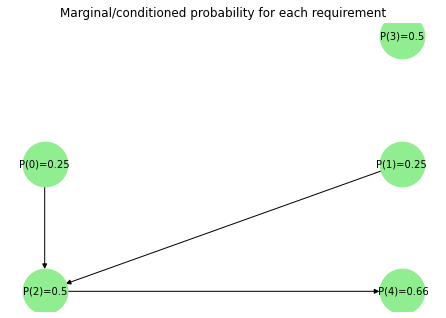 Marginal/conditioned probability for each requirement
P(3)=0.5
P(0)=0.25
P(1)=0.25
P(2)=0.5
P(4)=0.66